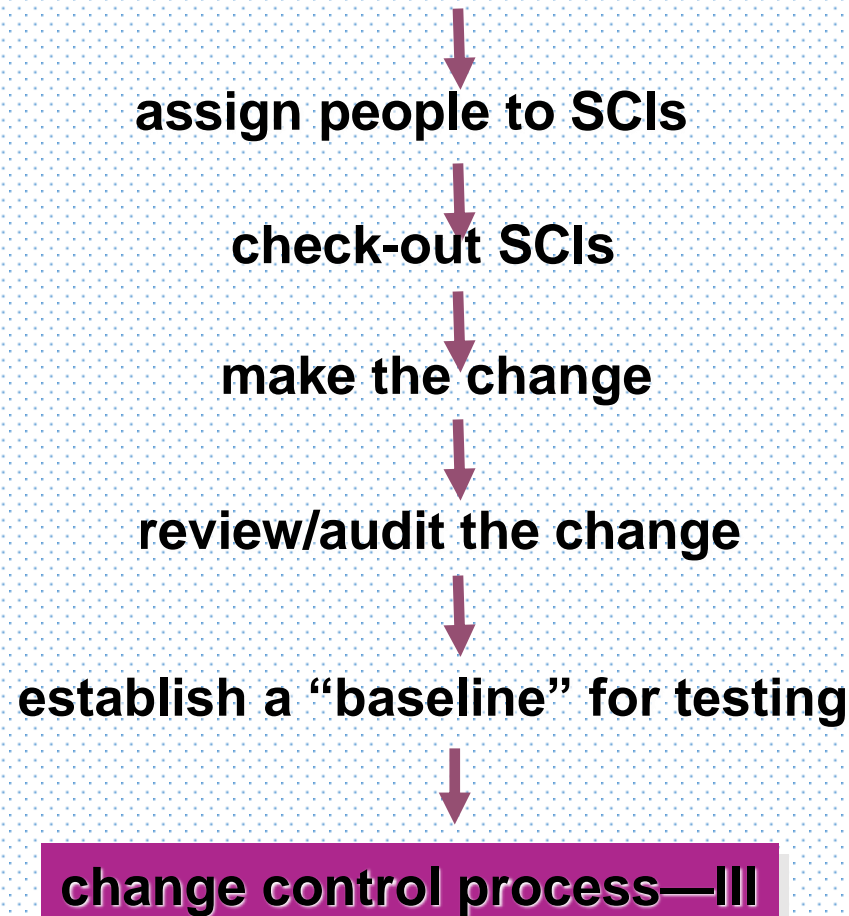 assign people to SCIs
check-out SCIs
make the change
review/audit the change
establish a “baseline” for testing
change control process—III